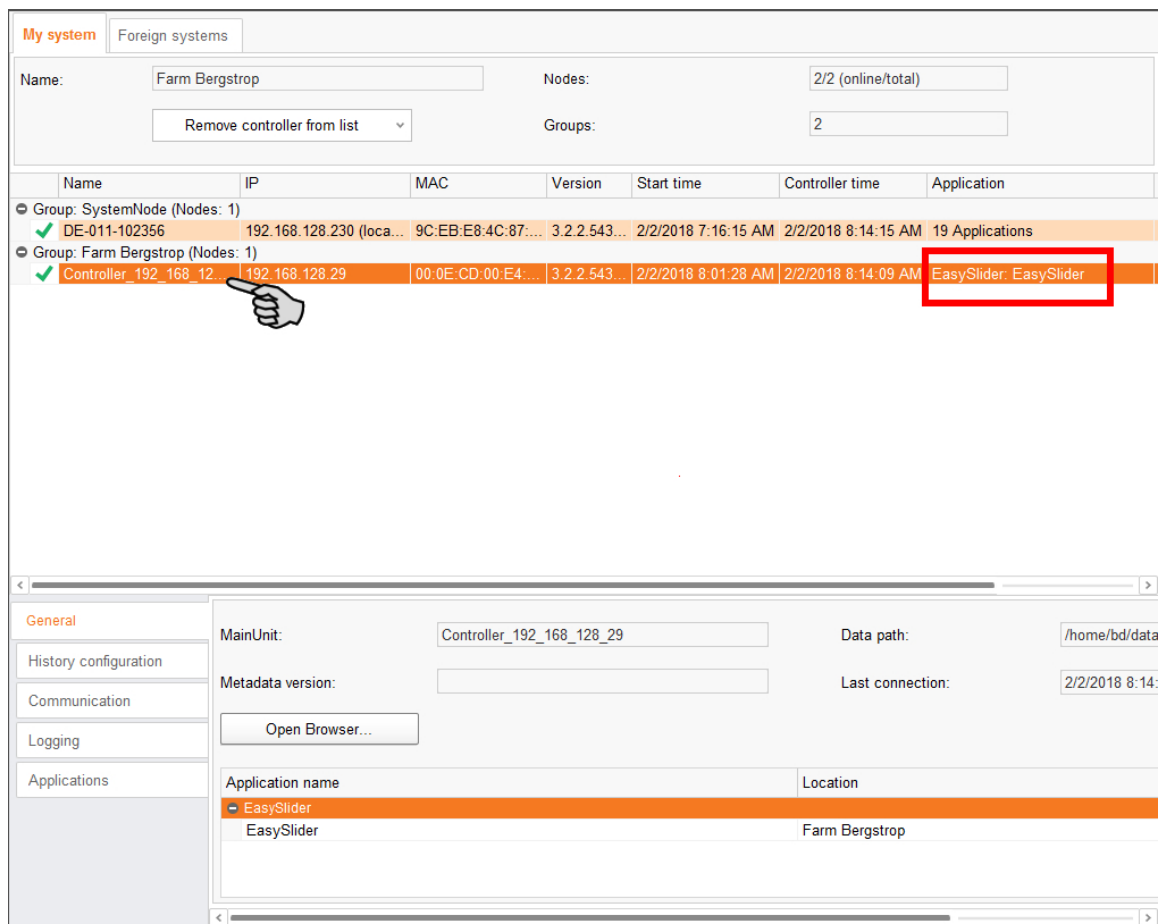 My system Foreign systems
Name: Farm Bergstrop Nodes: 2/2 (online/total)
Remove controller from list Groups: 2
Name IP MAC Version Start time Controller time Application
Group: SystemNode (Nodes: 1)
DE-011-102356 192.168.128.230 (loca... 9C:EB:E8:4C:87:... 3.2.2.543... 2/2/2018 7:16:15 AM 2/2/2018 8:14:15 AM 19 Applications
Group: Farm Bergstrop (Nodes: 1)
Controller_192_168_12... 192.168.128.29 00:0E:CD:00:E4:... 3.2.2.543... 2/2/2018 8:01:28 AM 2/2/2018 8:14:09 AM EasySlider: EasySlider
General
History configuration
Communication
Logging
Applications
MainUnit: Controller_192_168_128_29 Data path: /home/bd/data
Metadata version: Last connection: 2/2/2018 8:14:
Open Browser...
Application name Location
EasySlider
EasySlider Farm Bergstrop